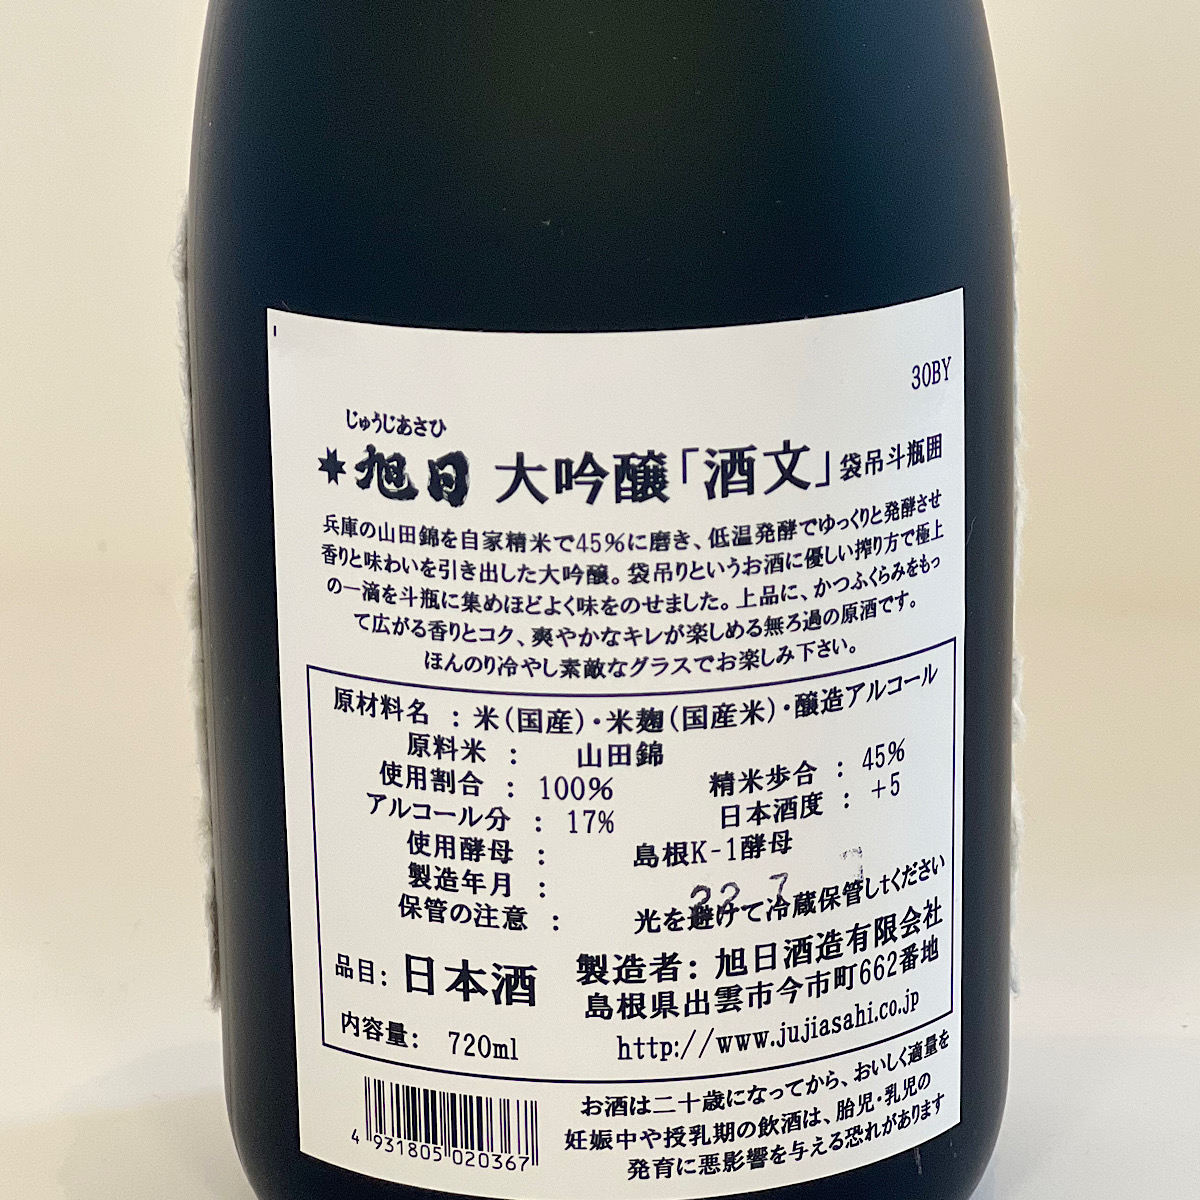 30BY
じゅうじあさひ
旭日 大吟醸「酒文」袋吊斗瓶囲
兵庫の山田錦を自家精米で45%に磨き、低温発酵でゆっくりと発酵させ
香りと味わいを引き出した大吟醸。袋吊りというお酒に優しい搾り方で極上
の一滴を斗瓶に集めほどよく味をのせました。上品に、かつふくらみをもっ
て広がる香りとコク、爽やかなキレが楽しめる無ろ過の原酒です。
ほんのり冷やし素敵なグラスでお楽しみ下さい。
原材料名 : 米(国産)・米麹(国産米)・醸造アルコール
原料米 : 山田錦
使用割合 : 100% 精米歩合 : 45%
アルコール分 : 17% 日本酒度 : +5
使用酵母 : 島根K-1酵母
製造年月 : 22.7
保管の注意 : 光を避けて冷蔵保管してください
品目: 日本酒 製造者: 旭日酒造有限会社
島根県出雲市今市町662番地
内容量: 720ml http://www.jujiasahi.co.jp
お酒は二十歳になってから、おいしく適量を
妊娠中や授乳期の飲酒は、胎児・乳児の
発育に悪影響を与える恐れがあります
4 931805 020367